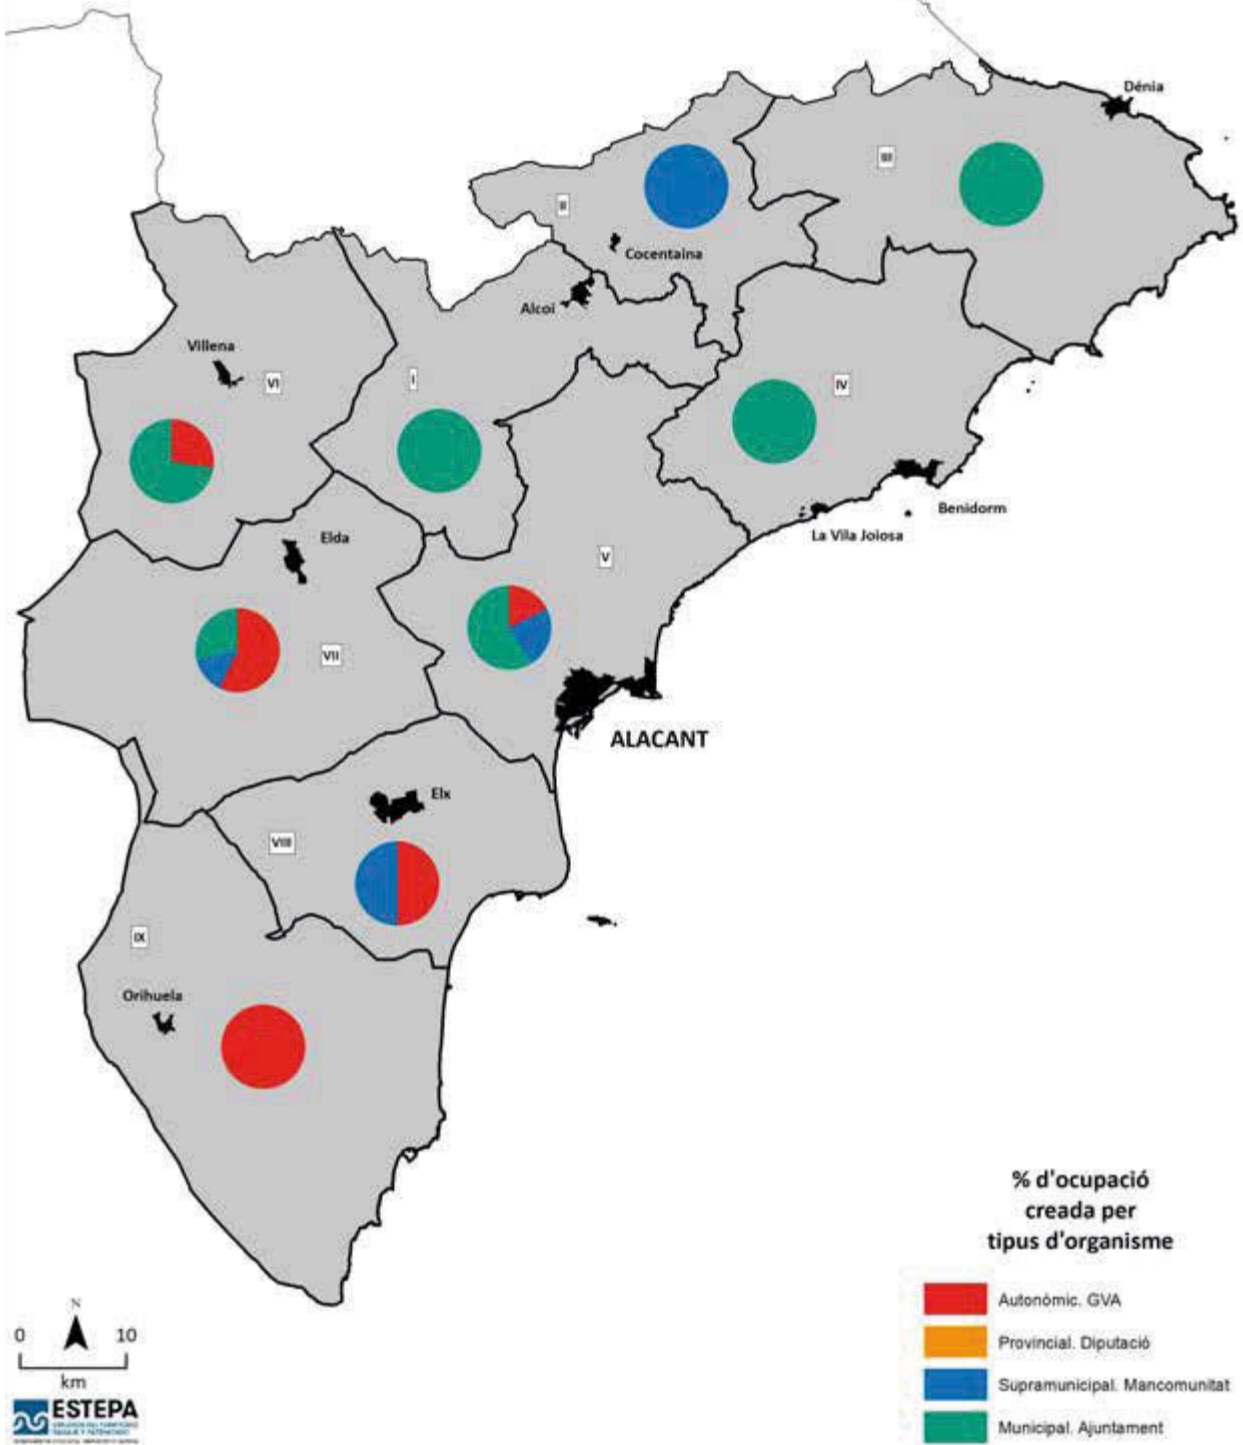 Dénia
III
II
Cocentaina
Alcoi
Villena
VI
I
IV
Benidorm
La Vila Joiosa
Elda
V
VII
ALACANT
Elx
VIII
IX
Orihuela
% d'ocupació
creada per
tipus d'organisme
Autonòmic. GVA
Provincial. Diputació
Supramunicipal. Mancomunitat
Municipal. Ajuntament
N
0 10
km
ESTEPA